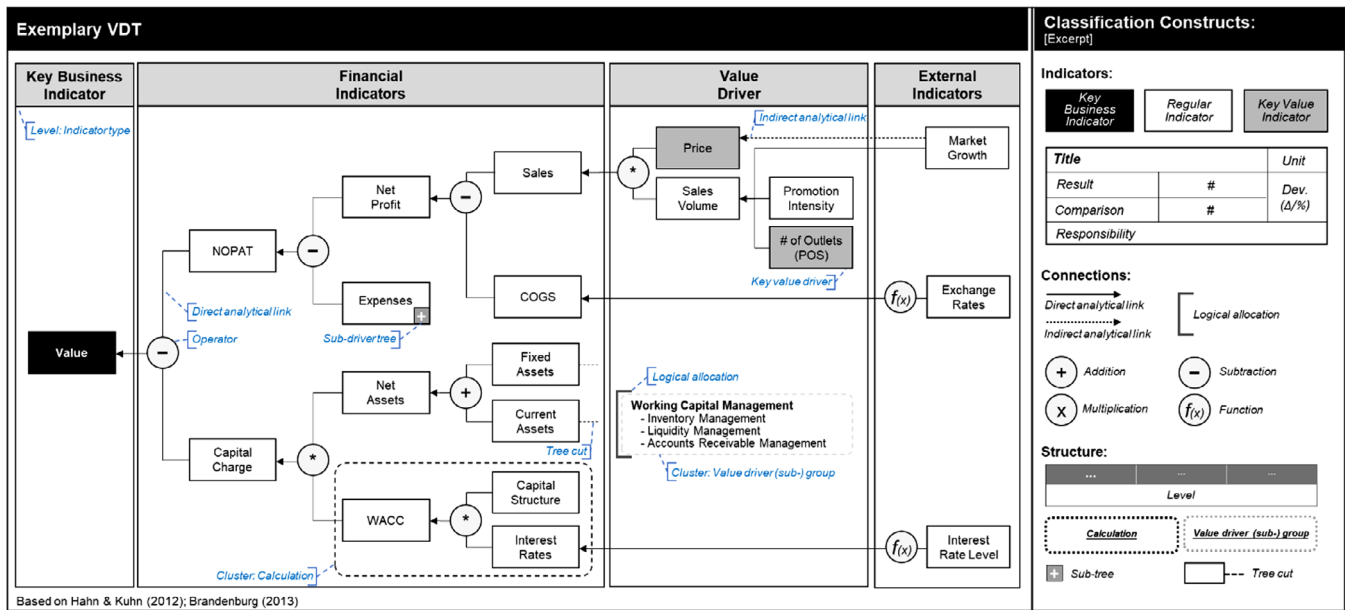 Exemplary VDT
Key Business
Indicator
Financial
Indicators
Value
Driver
External
Indicators
Level: Indicator type
Indirect analytical link
Price
Market
Growth
*
Sales
Sales
Volume
Promotion
Intensity
Net
Profit
−
NOPAT
−
# of Outlets
(POS)
Key value driver
Expenses
+
COGS
f(x)
Exchange
Rates
Direct analytical link
Operator
Sub-driver tree
Value
−
Fixed
Assets
Net
Assets
+
Current
Assets
Tree cut
Logical allocation
Working Capital Management
- Inventory Management
- Liquidity Management
- Accounts Receivable Management
Cluster: Value driver (sub-) group
Capital
Charge
*
Capital
Structure
WACC
*
Interest
Rates
f(x)
Interest
Rate Level
Cluster: Calculation
Based on Hahn & Kuhn (2012); Brandenburg (2013)
Classification Constructs:
[Excerpt]
Indicators:
Key
Business
Indicator
Regular
Indicator
Key Value
Indicator
Title Unit
Result # Dev.
(Δ/%)
Comparison #
Responsibility
Connections:
Direct analytical link
Indirect analytical link
Logical allocation
+ Addition
− Subtraction
X Multiplication
f(x) Function
Structure:
... ... ...
Level
Calculation
Value driver (sub-) group
+ Sub-tree
Tree cut